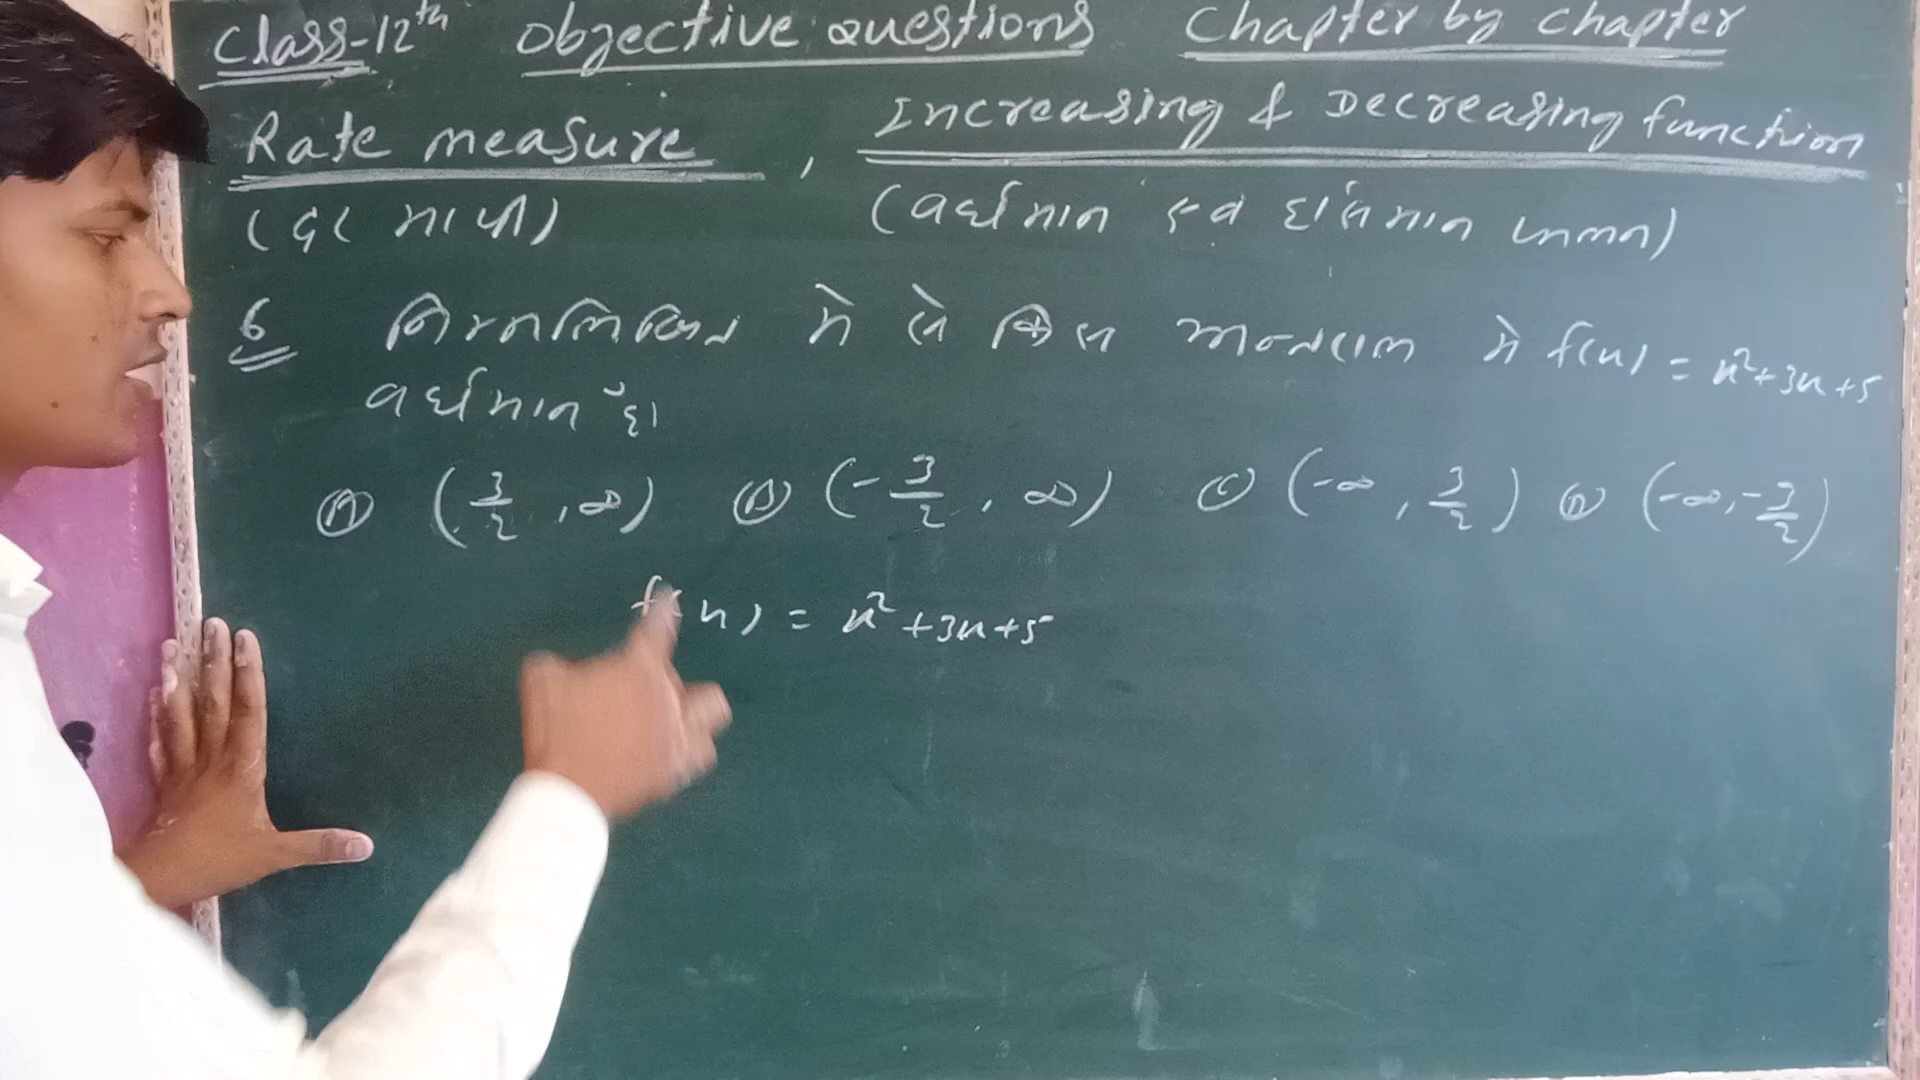 Class-12th Objective Questions Chapter by Chapter
Rate measure , Increasing & Decreasing function
(दर मापी) (वर्धमान एवं ह्रासमान फलन)
6 निम्नलिखित में से किस अन्तराल में f(x) = x²+3x+5
वर्धमान है।
(A) (3/2, ∞) (B) (-3/2, ∞) (C) (-∞, 3/2) (D) (-∞, -3/2)
f(x) = x²+3x+5